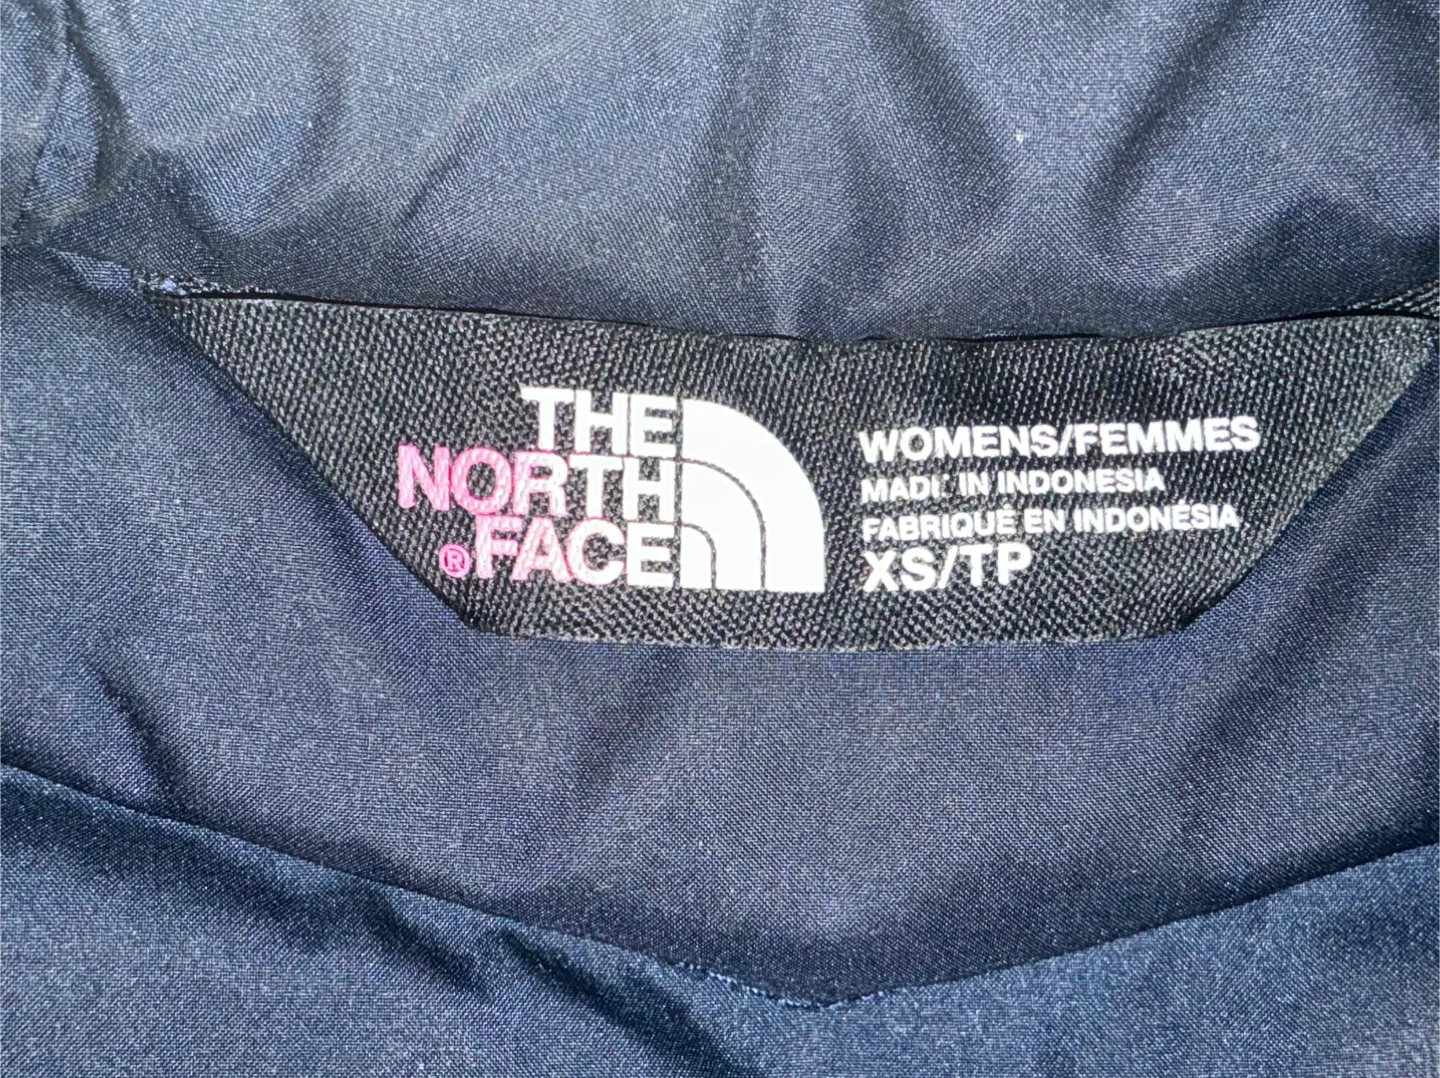 THE
NORTH
®FACE
WOMENS/FEMMES
MADE IN INDONESIA
FABRIQUÉ EN INDONÉSIA
XS/TP